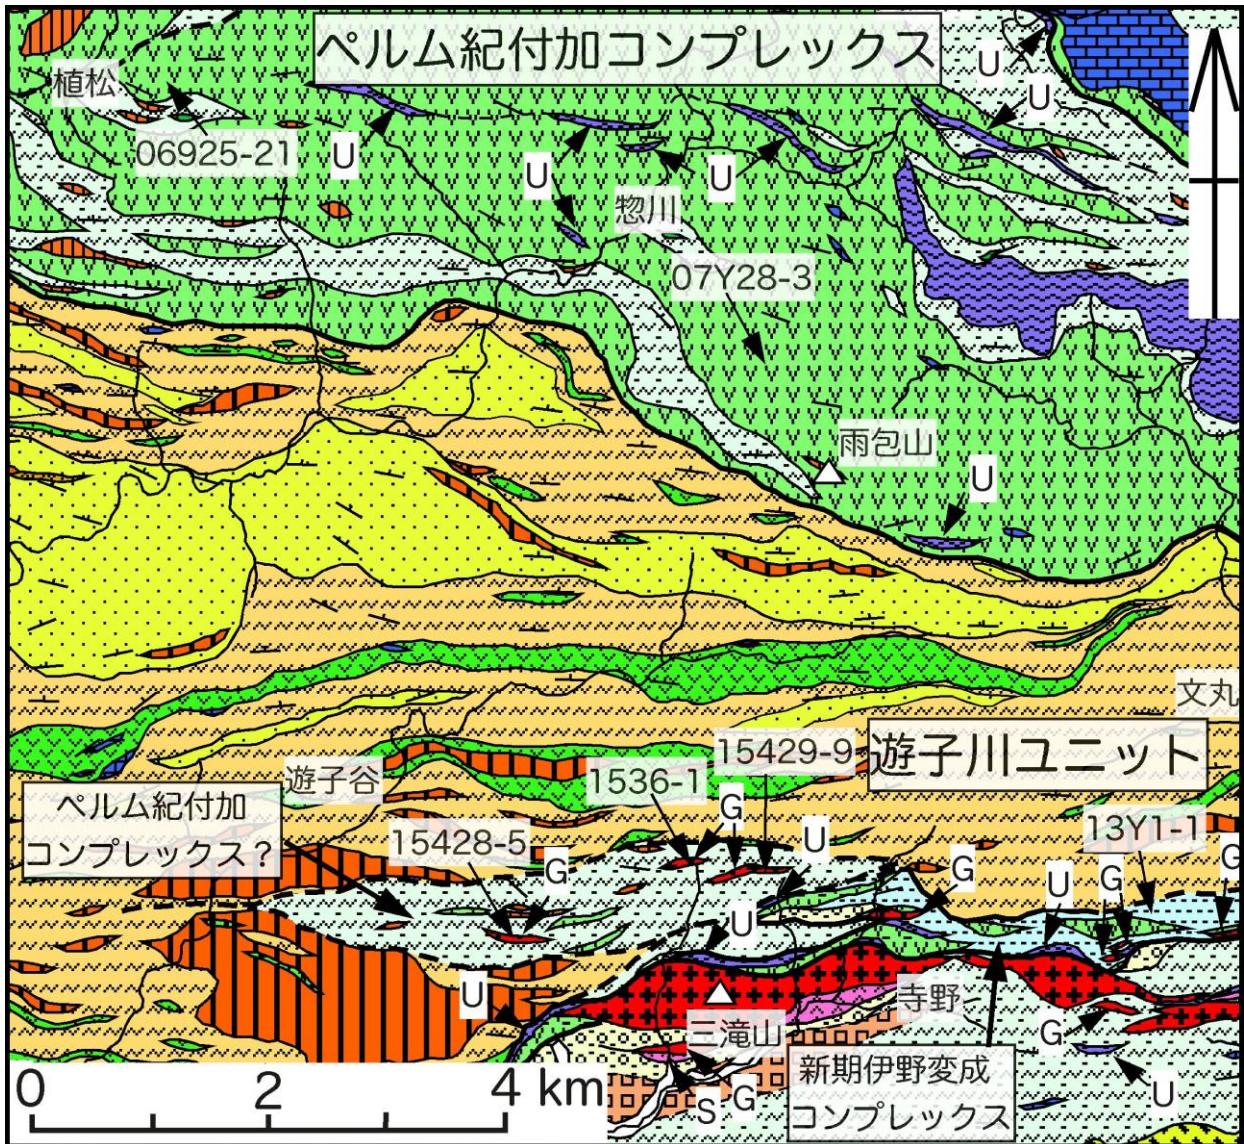 ペルム紀付加コンプレックス
U
植松
U
06925-21
U
U
U
惣川
07Y28-3
雨包山
U
文丸
遊子川ユニット
15429-9
遊子谷
1536-1
ペルム紀付加
コンプレックス?
G
13Y1-1
15428-5
U
G
G
U
G
G
U
U
寺野
三滝山
G
新期伊野変成
コンプレックス
0 2 4 km
S
G
U